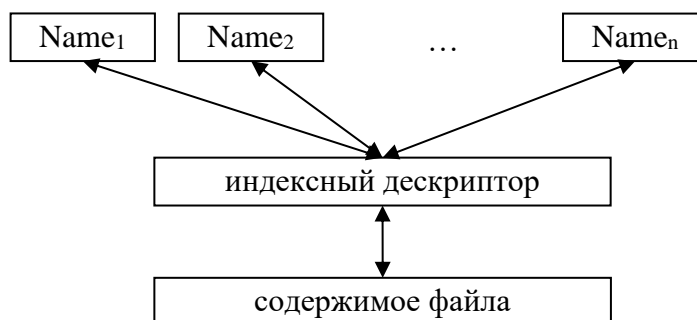 Name₁ Name₂ … Nameₙ
индексный дескриптор
содержимое файла